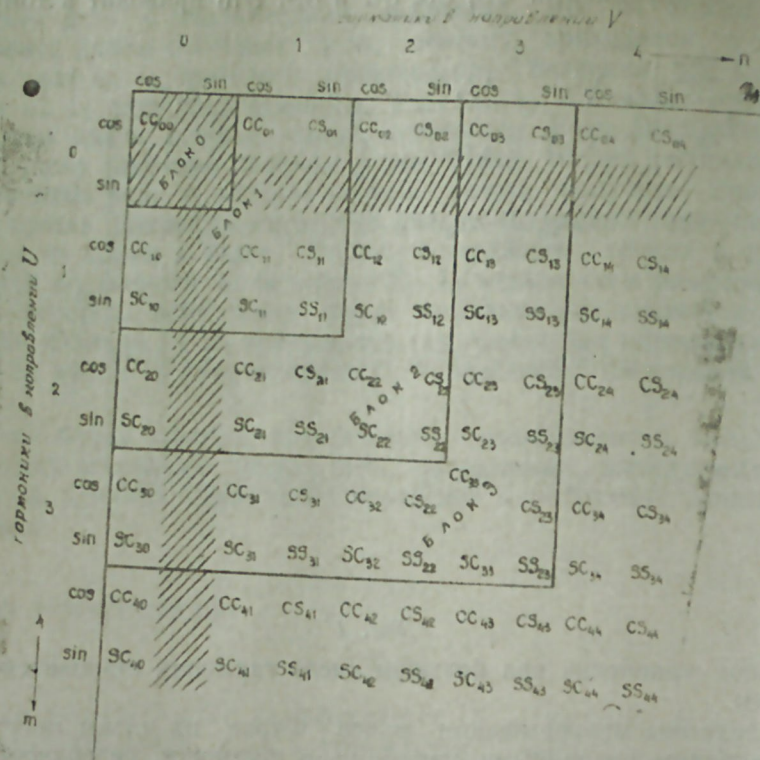 гармоники в направлении V
0 1 2 3 4 n
cos sin cos sin cos sin cos sin cos sin
cos CC₀₀ CC₀₁ CS₀₁ CC₀₂ CS₀₂ CC₀₃ CS₀₃ CC₀₄ CS₀₄
0
БЛОК 0
sin
БЛОК 1
cos CC₁₀ CC₁₁ CS₁₁ CC₁₂ CS₁₂ CC₁₃ CS₁₃ CC₁₄ CS₁₄
1
sin SC₁₀ SC₁₁ SS₁₁ SC₁₂ SS₁₂ SC₁₃ SS₁₃ SC₁₄ SS₁₄
cos CC₂₀ CC₂₁ CS₂₁ CC₂₂ CS₂₂ CC₂₃ CS₂₃ CC₂₄ CS₂₄
2
БЛОК 2
sin SC₂₀ SC₂₁ SS₂₁ SC₂₂ SS₂₂ SC₂₃ SS₂₃ SC₂₄ SS₂₄
cos CC₃₀ CC₃₁ CS₃₁ CC₃₂ CS₂₂ CC₃₃ CS₂₃ CC₃₄ CS₃₄
3
БЛОК 3
sin SC₃₀ SC₃₁ SS₃₁ SC₃₂ SS₂₂ SC₃₃ SS₂₃ SC₃₄ SS₃₄
cos CC₄₀ CC₄₁ CS₄₁ CC₄₂ CS₄₂ CC₄₃ CS₄₃ CC₄₄ CS₄₄
4
sin SC₄₀ SC₄₁ SS₄₁ SC₄₂ SS₄₂ SC₄₃ SS₄₃ SC₄₄ SS₄₄
m
гармоники в направлении U